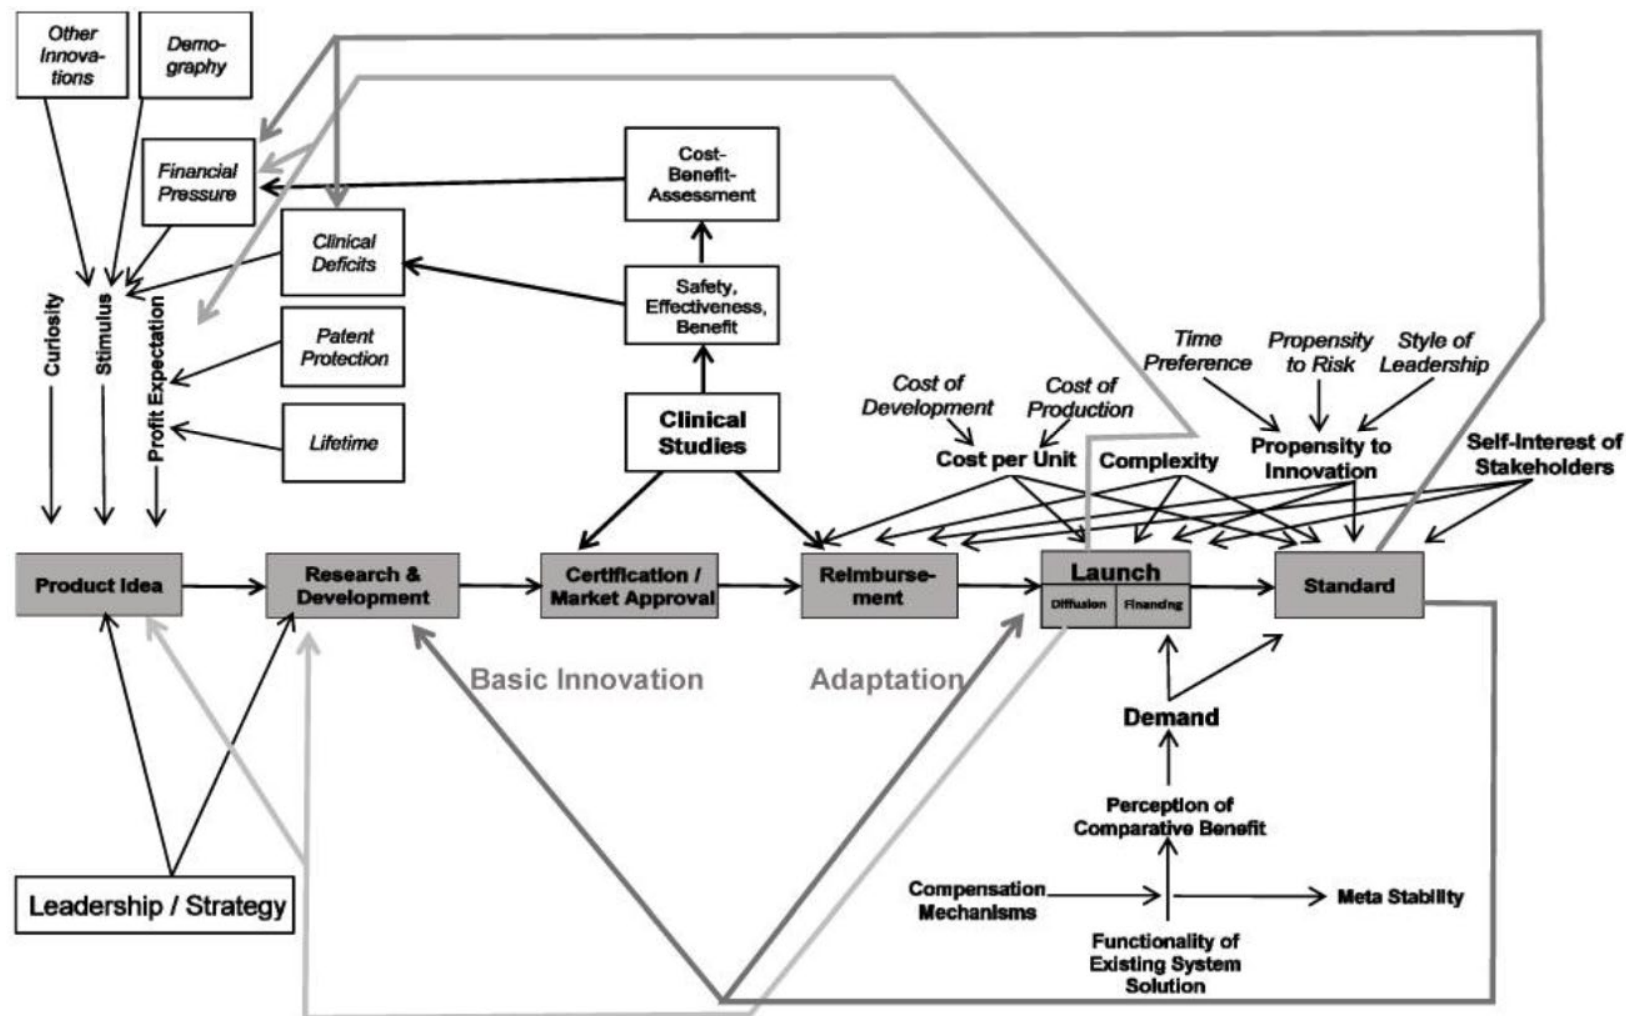 Other
Innova-
tions
Demo-
graphy
Financial
Pressure
Cost-
Benefit-
Assessment
Clinical
Deficits
Safety,
Effectiveness,
Benefit
Curiosity
Stimulus
Profit Expectation
Patent
Protection
Lifetime
Clinical
Studies
Cost of
Development
Cost of
Production
Time
Preference
Propensity
to Risk
Style of
Leadership
Cost per Unit
Complexity
Propensity to
Innovation
Self-Interest of
Stakeholders
Product Idea
Research &
Development
Certification /
Market Approval
Reimburse-
ment
Launch
Diffusion
Financing
Standard
Basic Innovation
Adaptation
Demand
Perception of
Comparative Benefit
Leadership / Strategy
Compensation
Mechanisms
Meta Stability
Functionality of
Existing System
Solution